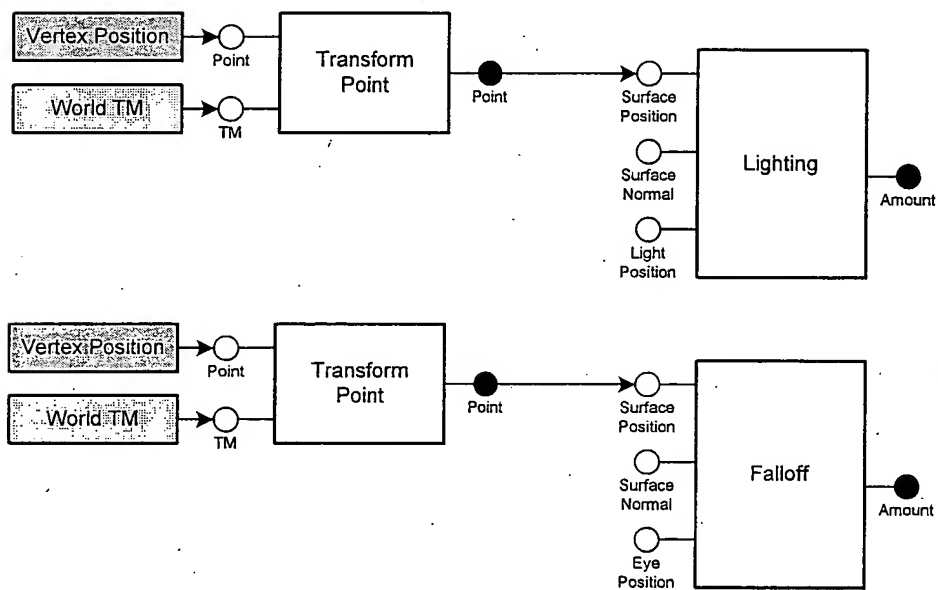 Vertex Position
Point
World TM
TM
Transform
Point
Point
Surface
Position
Surface
Normal
Light
Position
Lighting
Amount
Vertex Position
Point
World TM
TM
Transform
Point
Point
Surface
Position
Surface
Normal
Eye
Position
Falloff
Amount